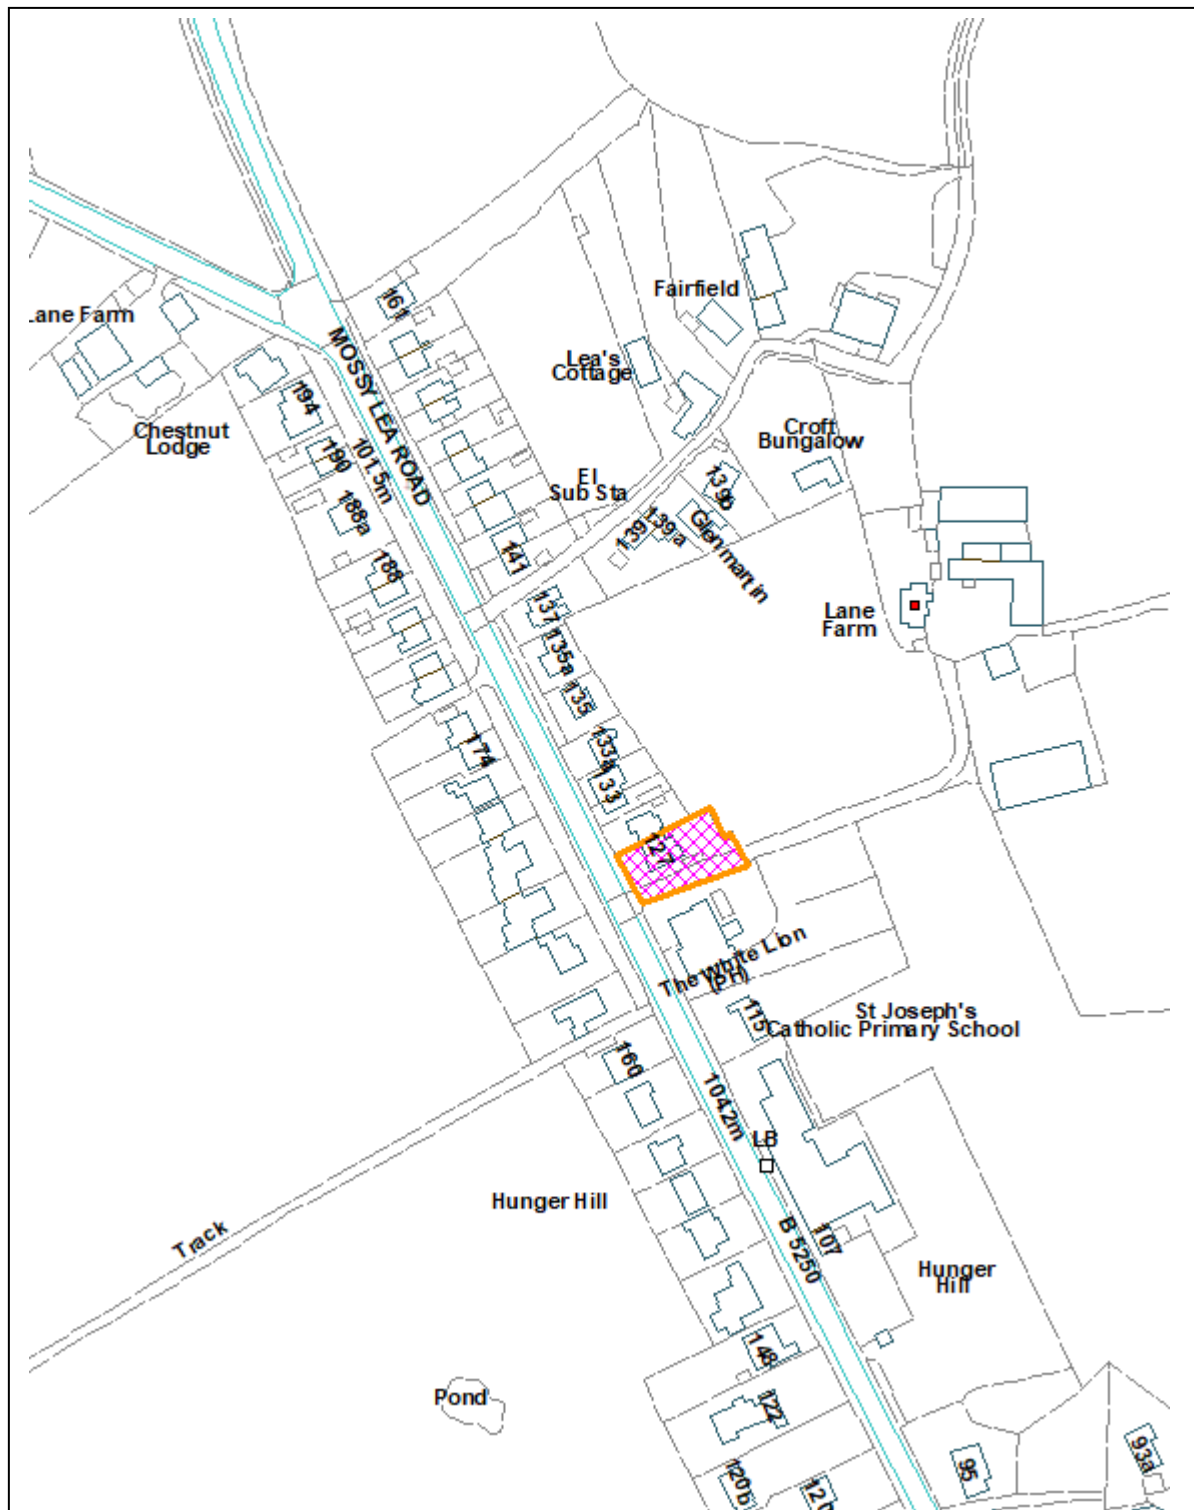 161
Fairfield
Lane Farm
MOSSY LEA ROAD
Lea's
Cottage
194
Chestnut
Lodge
Croft
Bungalow
190
101.5m
El
Sub Sta
139b
188a
139
139a
Glenmartin
141
188
137
Lane
Farm
135a
135
174
133a
133
127
The White Lion
(PH)
115
St Joseph's
Catholic Primary School
160
104.2m
LB
Hunger Hill
Track
B 5250
107
Hunger
Hill
148
Pond
122
93a
95
120b